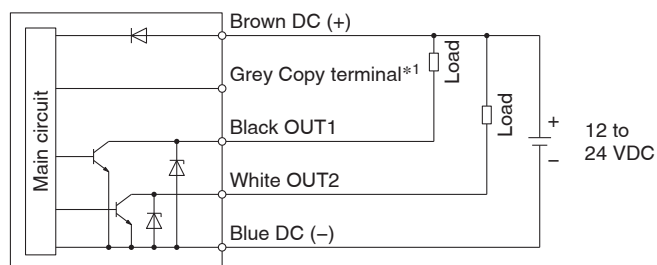 Brown DC (+)
Grey Copy terminal*1
Black OUT1
White OUT2
Blue DC (−)
Main circuit
Load
Load
+
−
12 to
24 VDC